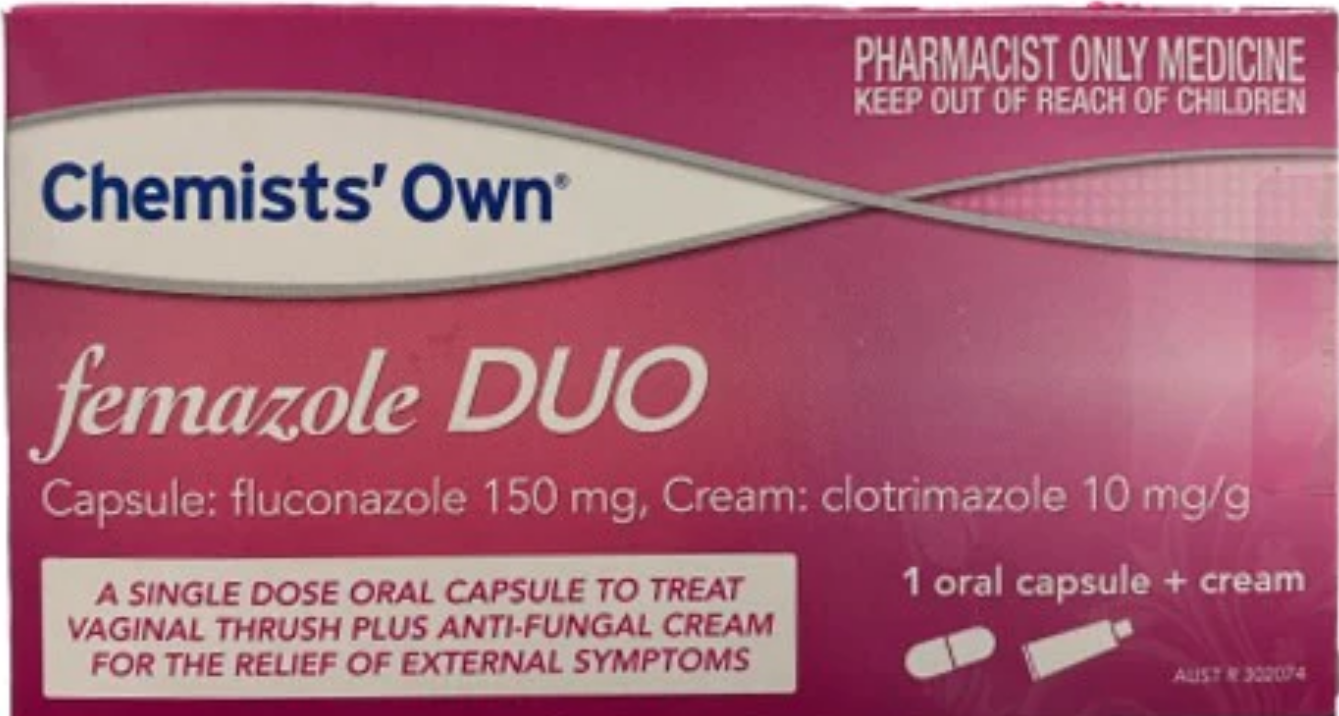 PHARMACIST ONLY MEDICINE
KEEP OUT OF REACH OF CHILDREN
Chemists' Own®
femazole DUO
Capsule: fluconazole 150 mg, Cream: clotrimazole 10 mg/g
A SINGLE DOSE ORAL CAPSULE TO TREAT
VAGINAL THRUSH PLUS ANTI-FUNGAL CREAM
FOR THE RELIEF OF EXTERNAL SYMPTOMS
1 oral capsule + cream
AUST R 302074